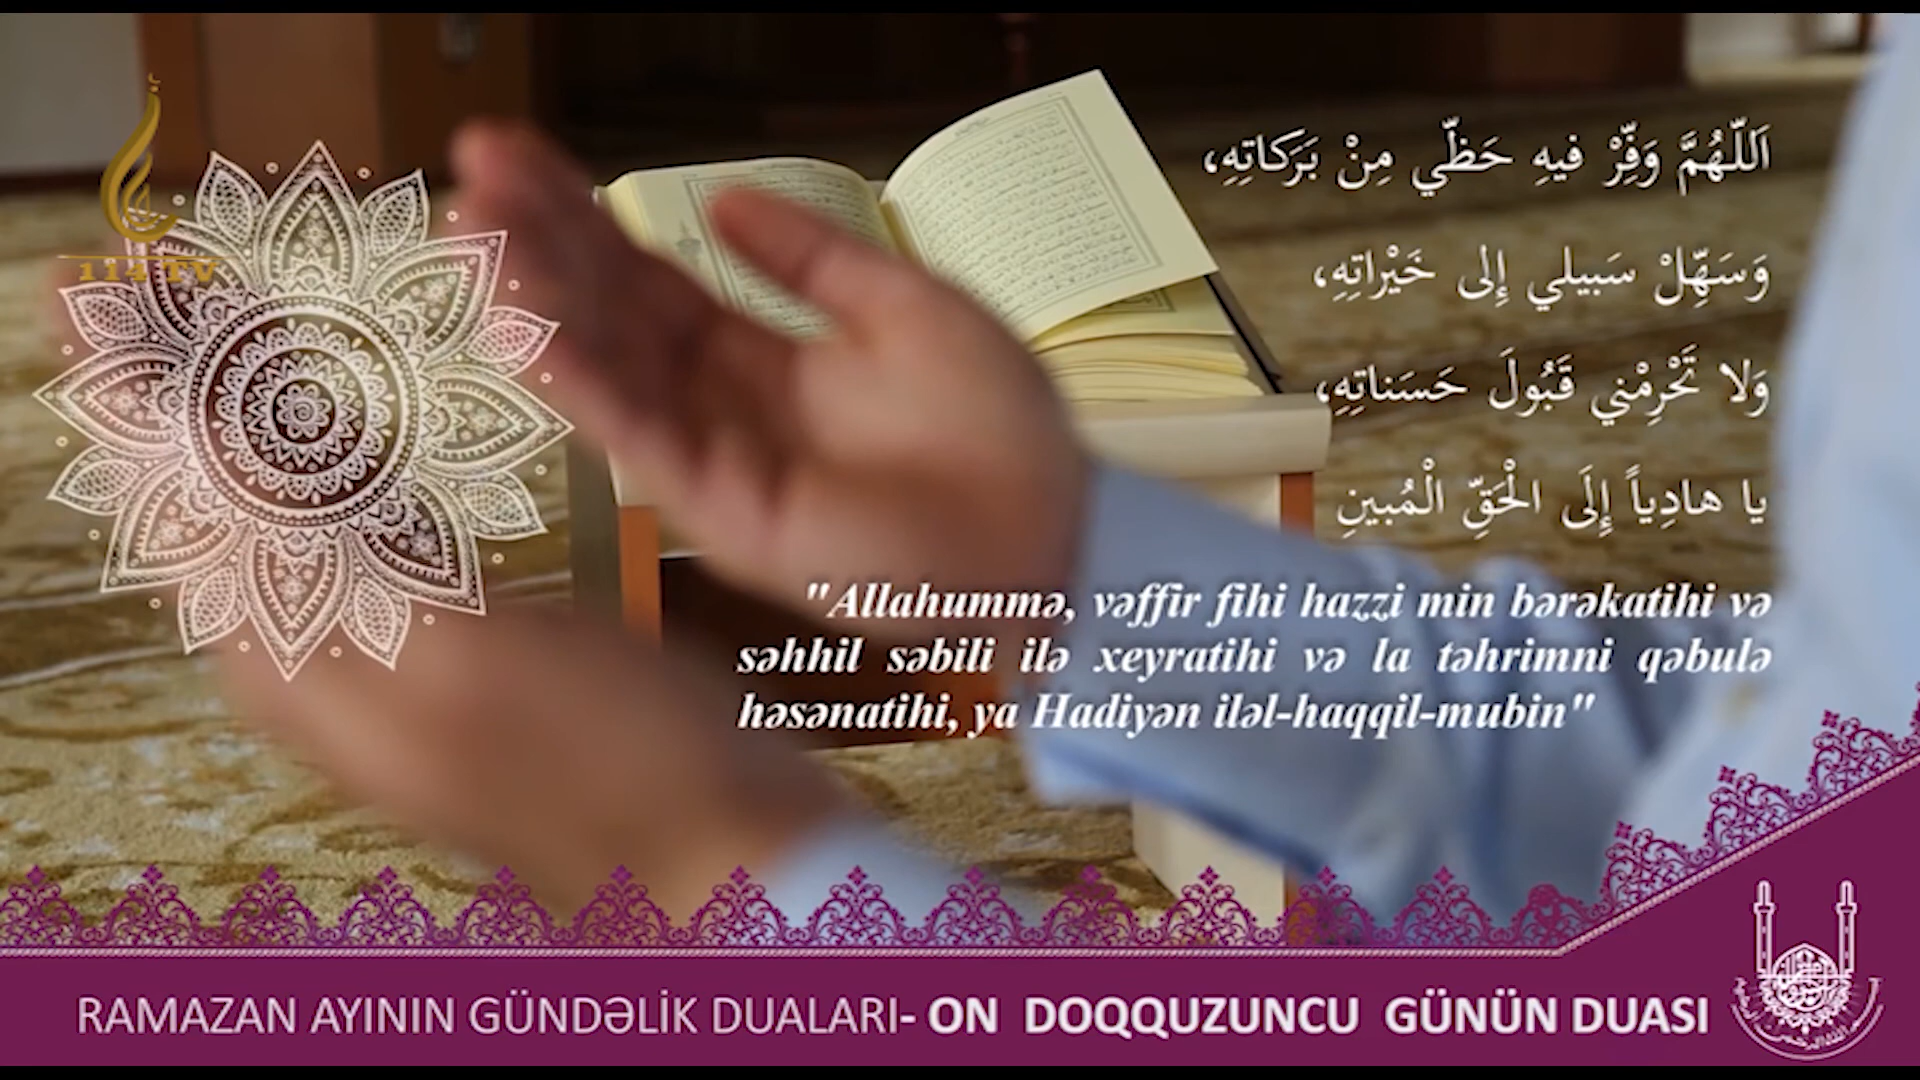 114 TV
اَللّهُمَّ وَفِّرْ فيهِ حَظّي مِنْ بَرَكاتِهِ،
وَسَهِّلْ سَبيلي إِلى خَيْراتِهِ،
وَلا تَحْرِمْني قَبُولَ حَسَناتِهِ،
يا هادِياً إِلَى الْحَقِّ الْمُبينِ
"Allahummə, vəffir fihi hazzi min bərəkatihi və
səhhil səbili ilə xeyratihi və la təhrimni qəbulə
həsənatihi, ya Hadiyən iləl-haqqil-mubin"
RAMAZAN AYININ GÜNDƏLİK DUALARI- ON DOQQUZUNCU GÜNÜN DUASI